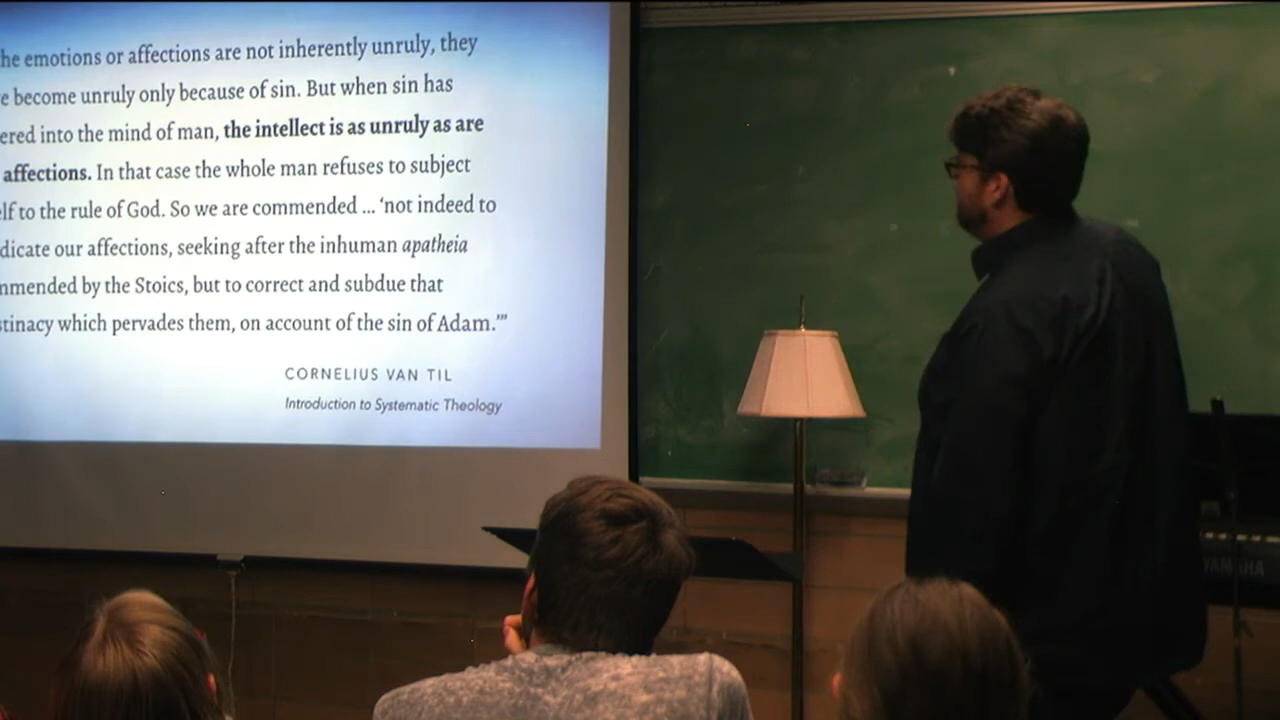 he emotions or affections are not inherently unruly, they
e become unruly only because of sin. But when sin has
ered into the mind of man, the intellect is as unruly as are
affections. In that case the whole man refuses to subject
elf to the rule of God. So we are commended ... ‘not indeed to
dicate our affections, seeking after the inhuman apatheia
mmended by the Stoics, but to correct and subdue that
stinacy which pervades them, on account of the sin of Adam.’”
CORNELIUS VAN TIL
Introduction to Systematic Theology
YAMAHA